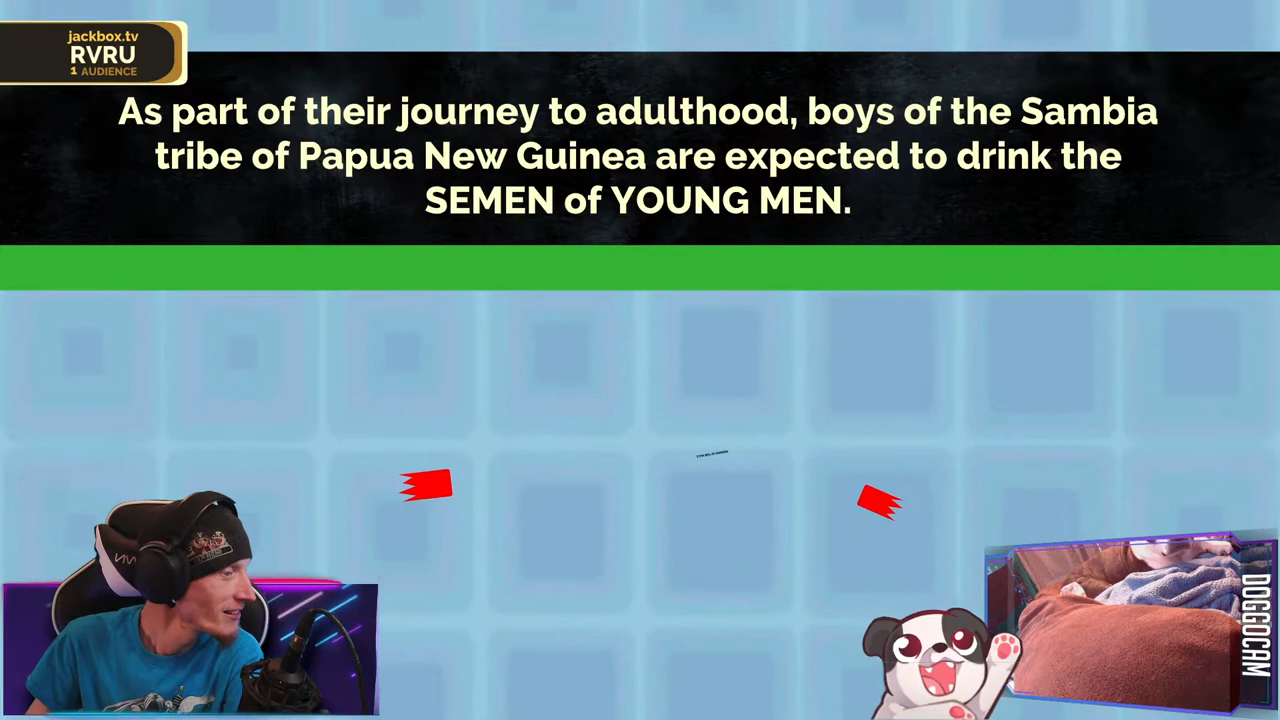 jackbox.tv
RVRU
1 AUDIENCE
As part of their journey to adulthood, boys of the Sambia
tribe of Papua New Guinea are expected to drink the
SEMEN of YOUNG MEN.
DOGGOCAM